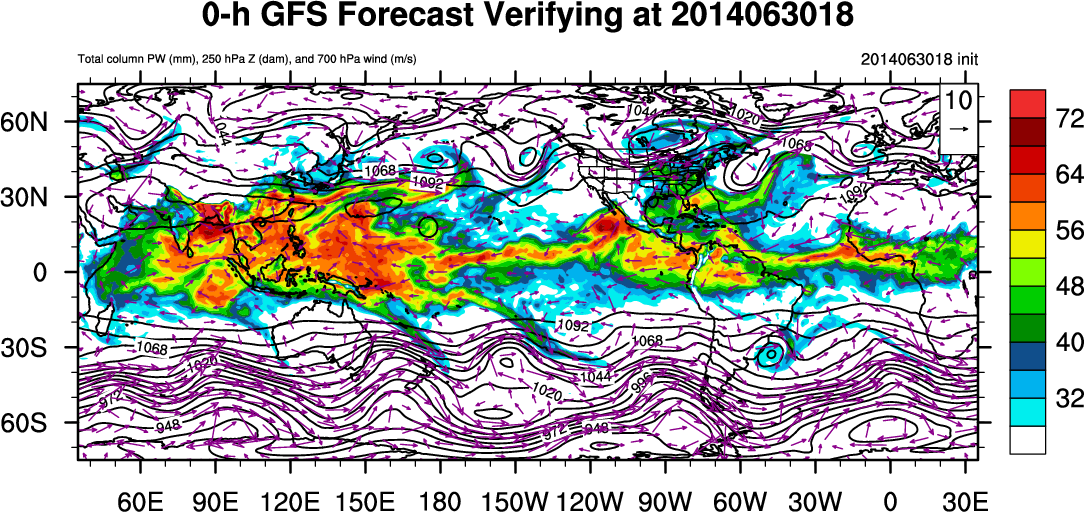 0-h GFS Forecast Verifying at 2014063018
Total column PW (mm), 250 hPa Z (dam), and 700 hPa wind (m/s)
2014063018 init
10
72
64
56
48
40
32
60N
30N
0
30S
60S
1044
1020
1068
1068
1092
1092
1092
1068
1068
1020
1044
1020
996
972
948
972
948
60E
90E
120E
150E
180
150W
120W
90W
60W
30W
0
30E